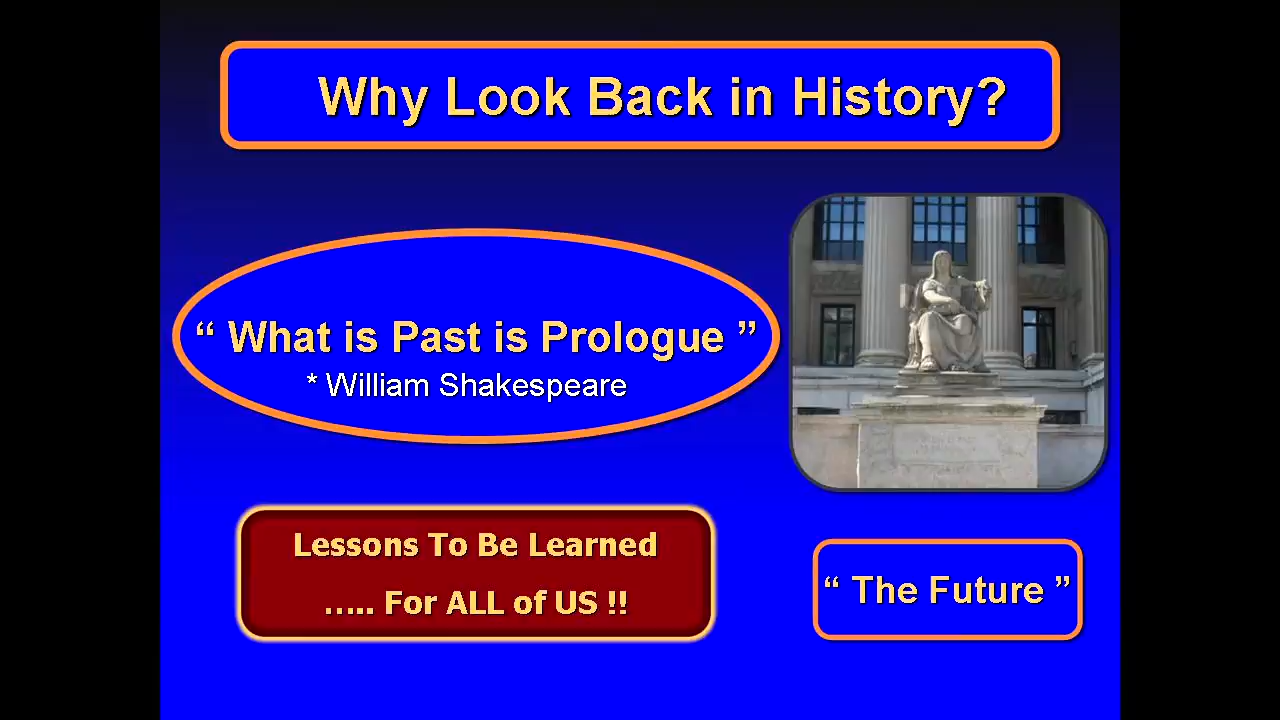 Why Look Back in History?
“ What is Past is Prologue ”
* William Shakespeare
Lessons To Be Learned
….. For ALL of US !!
“ The Future ”